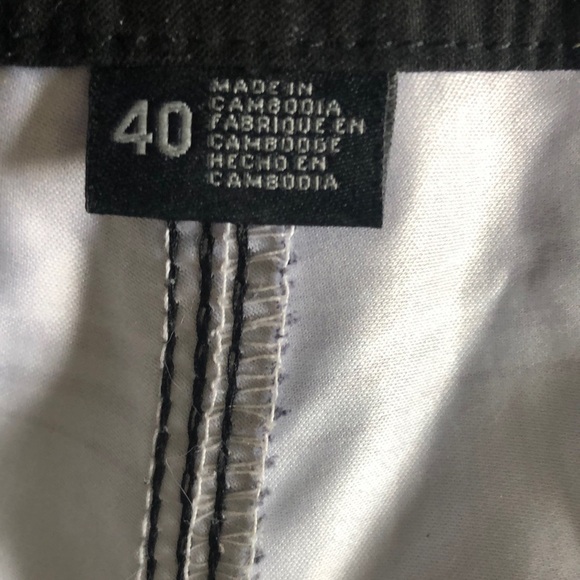 40
MADE IN
CAMBODIA
FABRIQUE EN
CAMBODGE
HECHO EN
CAMBODIA